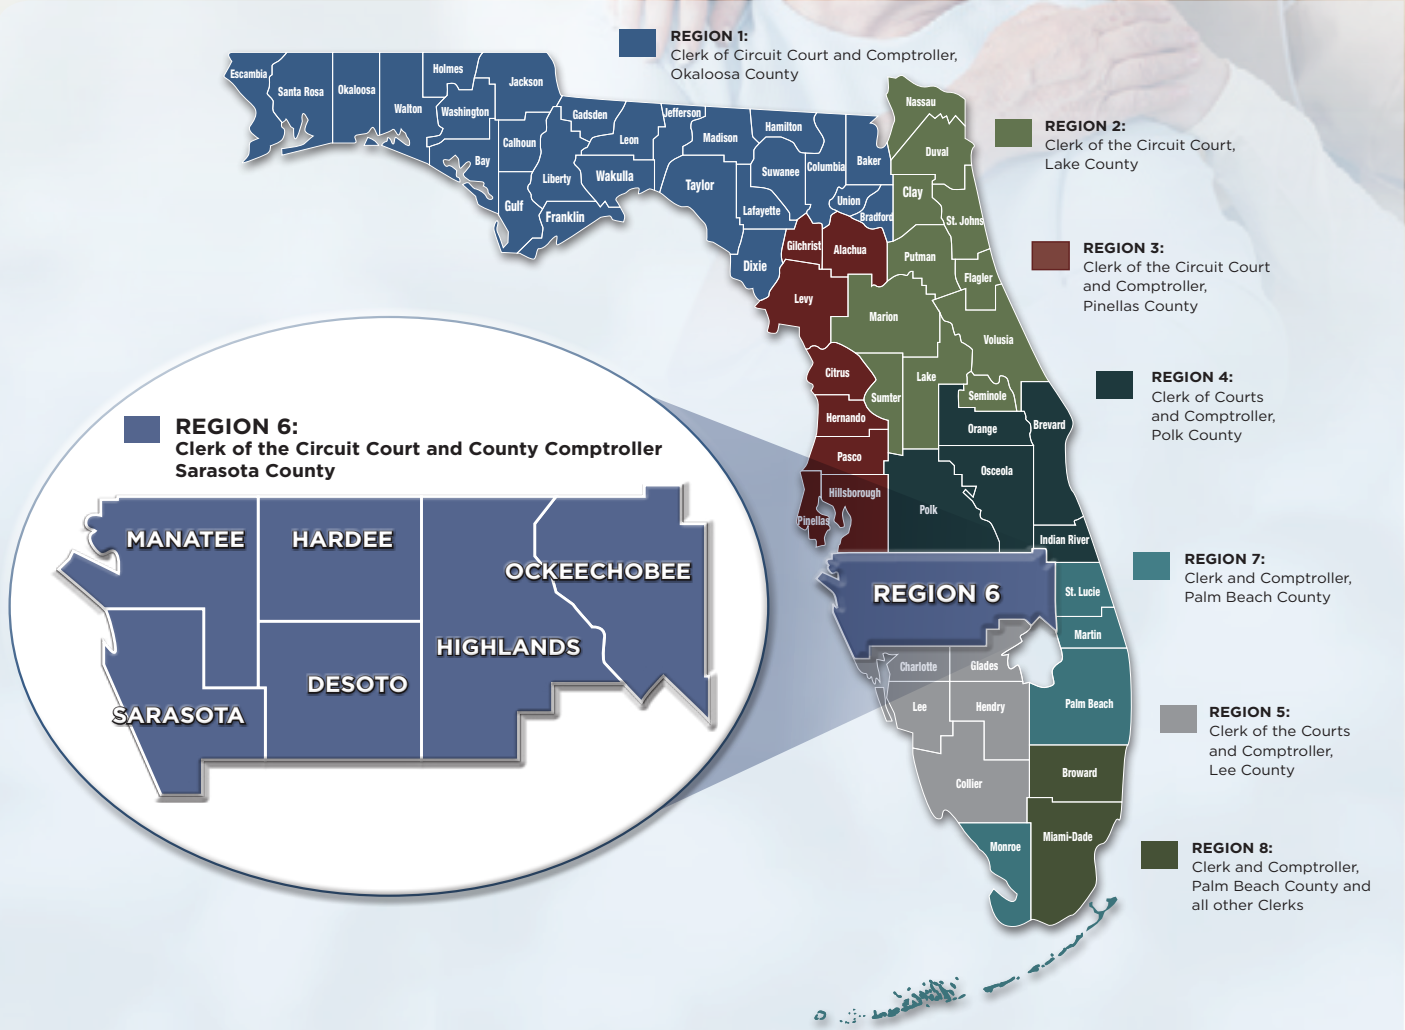 REGION 1:
Clerk of Circuit Court and Comptroller,
Okaloosa County
Escambia
Santa Rosa
Okaloosa
Walton
Holmes
Washington
Jackson
Bay
Calhoun
Gulf
Liberty
Gadsden
Franklin
Leon
Wakulla
Jefferson
Madison
Taylor
Hamilton
Suwanee
Lafayette
Dixie
Columbia
Baker
Union
Bradford
Nassau
Duval
Clay
St. Johns
Putman
Flagler
REGION 2:
Clerk of the Circuit Court,
Lake County
Gilchrist
Alachua
Levy
Marion
Volusia
REGION 3:
Clerk of the Circuit Court
and Comptroller,
Pinellas County
Citrus
Sumter
Lake
Seminole
Hernando
Orange
Brevard
Pasco
Osceola
Hillsborough
Pinellas
Polk
Indian River
REGION 4:
Clerk of Courts
and Comptroller,
Polk County
REGION 6:
Clerk of the Circuit Court and County Comptroller
Sarasota County
MANATEE
HARDEE
OCKEECHOBEE
HIGHLANDS
DESOTO
SARASOTA
REGION 6
St. Lucie
Martin
REGION 7:
Clerk and Comptroller,
Palm Beach County
Charlotte
Glades
Lee
Hendry
Palm Beach
REGION 5:
Clerk of the Courts
and Comptroller,
Lee County
Collier
Broward
Monroe
Miami-Dade
REGION 8:
Clerk and Comptroller,
Palm Beach County and
all other Clerks